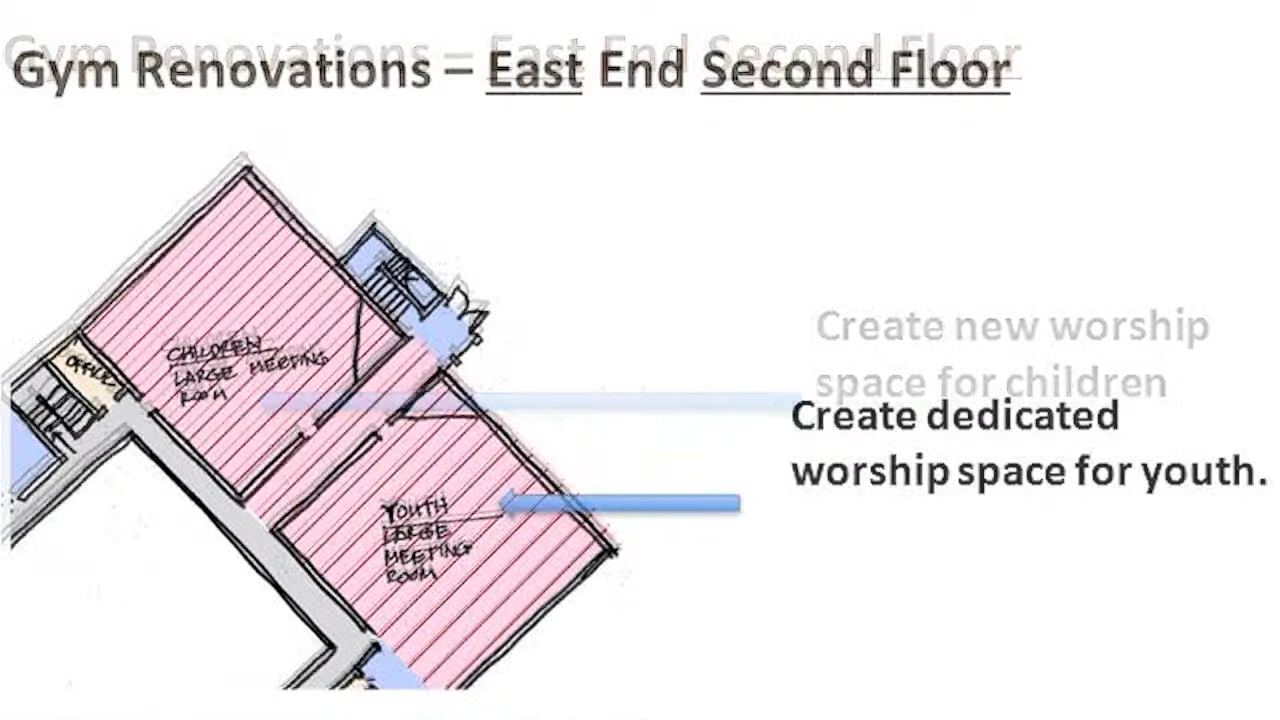 Gym Renovations – East End Second Floor
CHILDREN
LARGE MEETING
ROOM
OFFICE
Create new worship
space for children
Create dedicated
worship space for youth.
YOUTH
LARGE
MEETING
ROOM